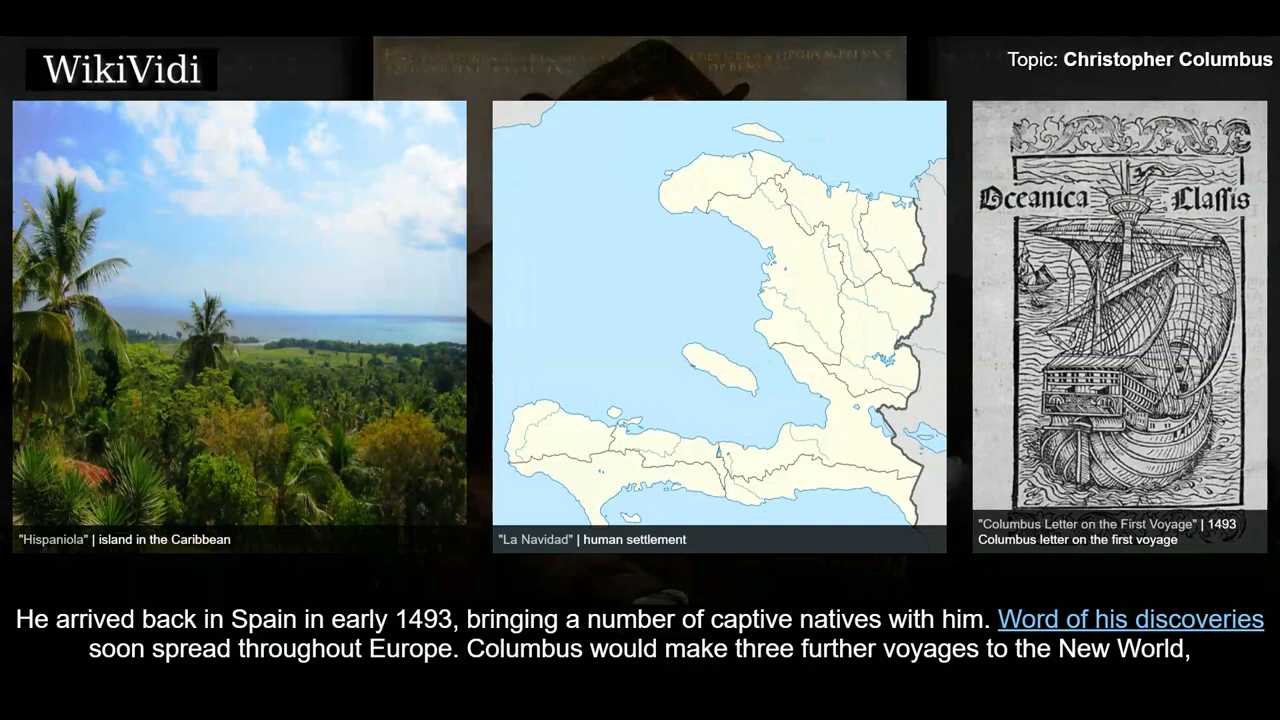 WikiVidi
Topic: Christopher Columbus
Oceanica Classis
"Hispaniola" | island in the Caribbean
"La Navidad" | human settlement
"Columbus Letter on the First Voyage" | 1493
Columbus letter on the first voyage
He arrived back in Spain in early 1493, bringing a number of captive natives with him. Word of his discoveries
soon spread throughout Europe. Columbus would make three further voyages to the New World,